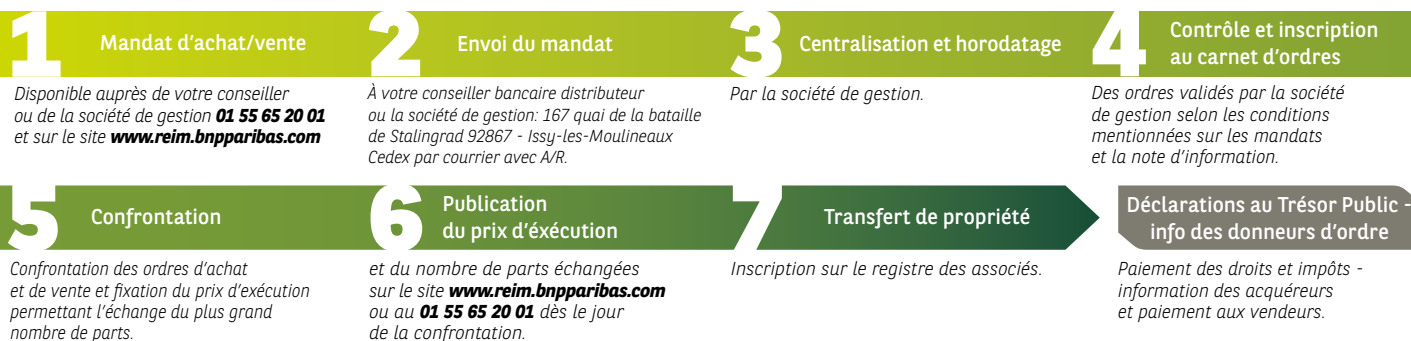 1
Mandat d'achat/vente
Disponible auprès de votre conseiller
ou de la société de gestion 01 55 65 20 01
et sur le site www.reim.bnpparibas.com
2
Envoi du mandat
À votre conseiller bancaire distributeur
ou la société de gestion: 167 quai de la bataille
de Stalingrad 92867 - Issy-les-Moulineaux
Cedex par courrier avec A/R.
3
Centralisation et horodatage
Par la société de gestion.
4
Contrôle et inscription
au carnet d'ordres
Des ordres validés par la société
de gestion selon les conditions
mentionnées sur les mandats
et la note d'information.
5
Confrontation
Confrontation des ordres d'achat
et de vente et fixation du prix d'exécution
permettant l'échange du plus grand
nombre de parts.
6
Publication
du prix d'éxécution
et du nombre de parts échangées
sur le site www.reim.bnpparibas.com
ou au 01 55 65 20 01 dès le jour
de la confrontation.
7
Transfert de propriété
Inscription sur le registre des associés.
Déclarations au Trésor Public -
info des donneurs d'ordre
Paiement des droits et impôts -
information des acquéreurs
et paiement aux vendeurs.